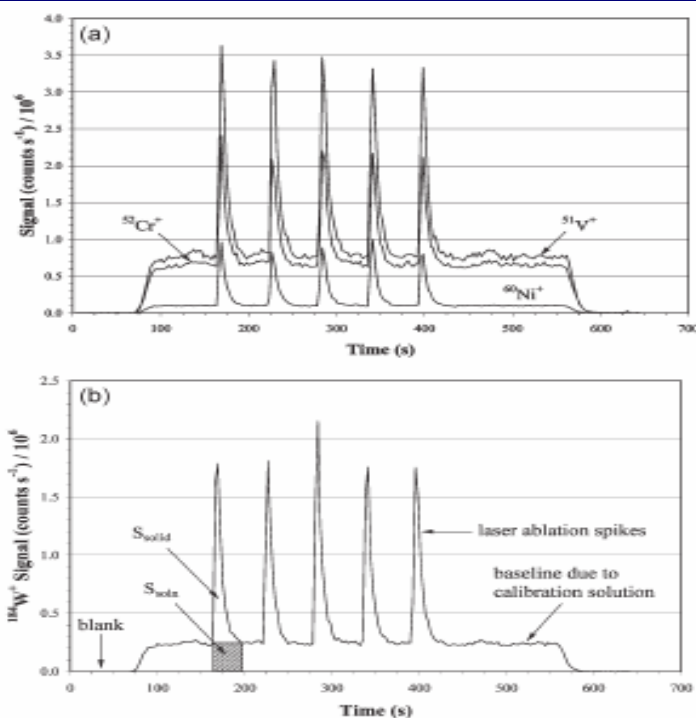 (a)
Signal (counts s⁻¹) / 10⁶
4.0
3.5
3.0
2.5
2.0
1.5
1.0
0.5
0.0
⁵²Cr⁺
⁵¹V⁺
⁶⁰Ni⁺
0 100 200 300 400 500 600 700
Time (s)
(b)
¹⁸⁴W⁺ Signal (counts s⁻¹) / 10⁶
2.5
2.0
1.5
1.0
0.5
0.0
S_solid
S_soln
blank
laser ablation spikes
baseline due to
calibration solution
0 100 200 300 400 500 600 700
Time (s)